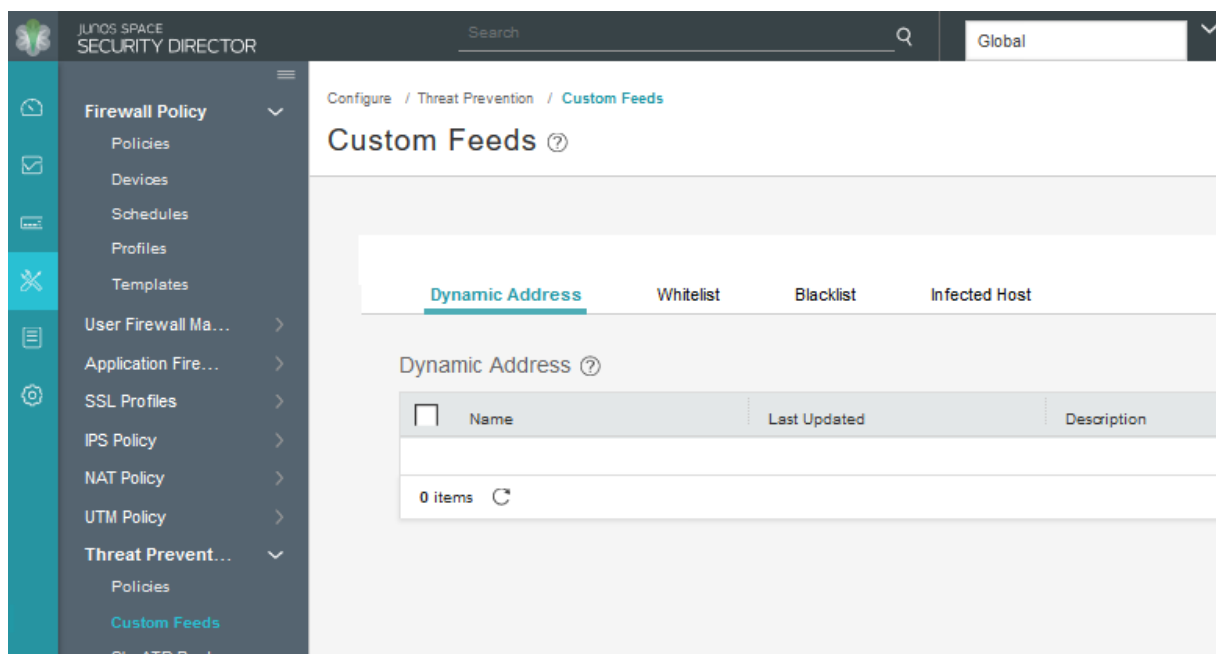 JUNOS SPACE
SECURITY DIRECTOR
Search
Global
Firewall Policy
Policies
Devices
Schedules
Profiles
Templates
User Firewall Ma...
Application Fire...
SSL Profiles
IPS Policy
NAT Policy
UTM Policy
Threat Prevent...
Policies
Custom Feeds
Configure / Threat Prevention / Custom Feeds
Custom Feeds ?
Dynamic Address Whitelist Blacklist Infected Host
Dynamic Address ?
Name Last Updated Description
0 items